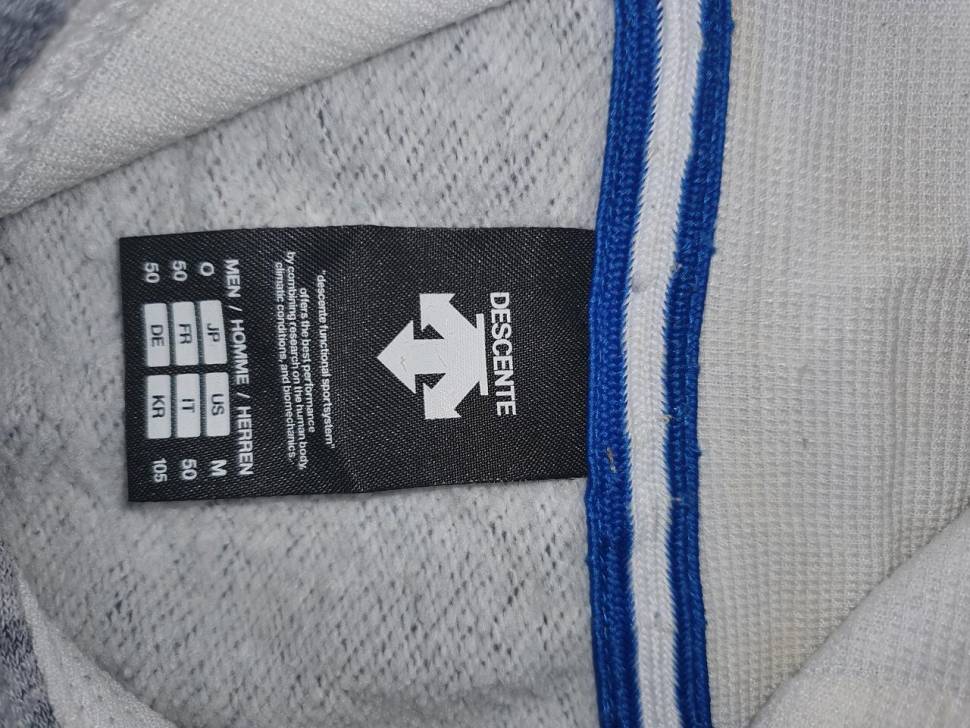 DESCENTE
"descente functional sportsystem"
offers the best performance
by combining research on the human body,
climatic conditions, and biomechanics.
MEN / HOMME / HERREN
O JP US M
50 FR IT 50
50 DE KR 105